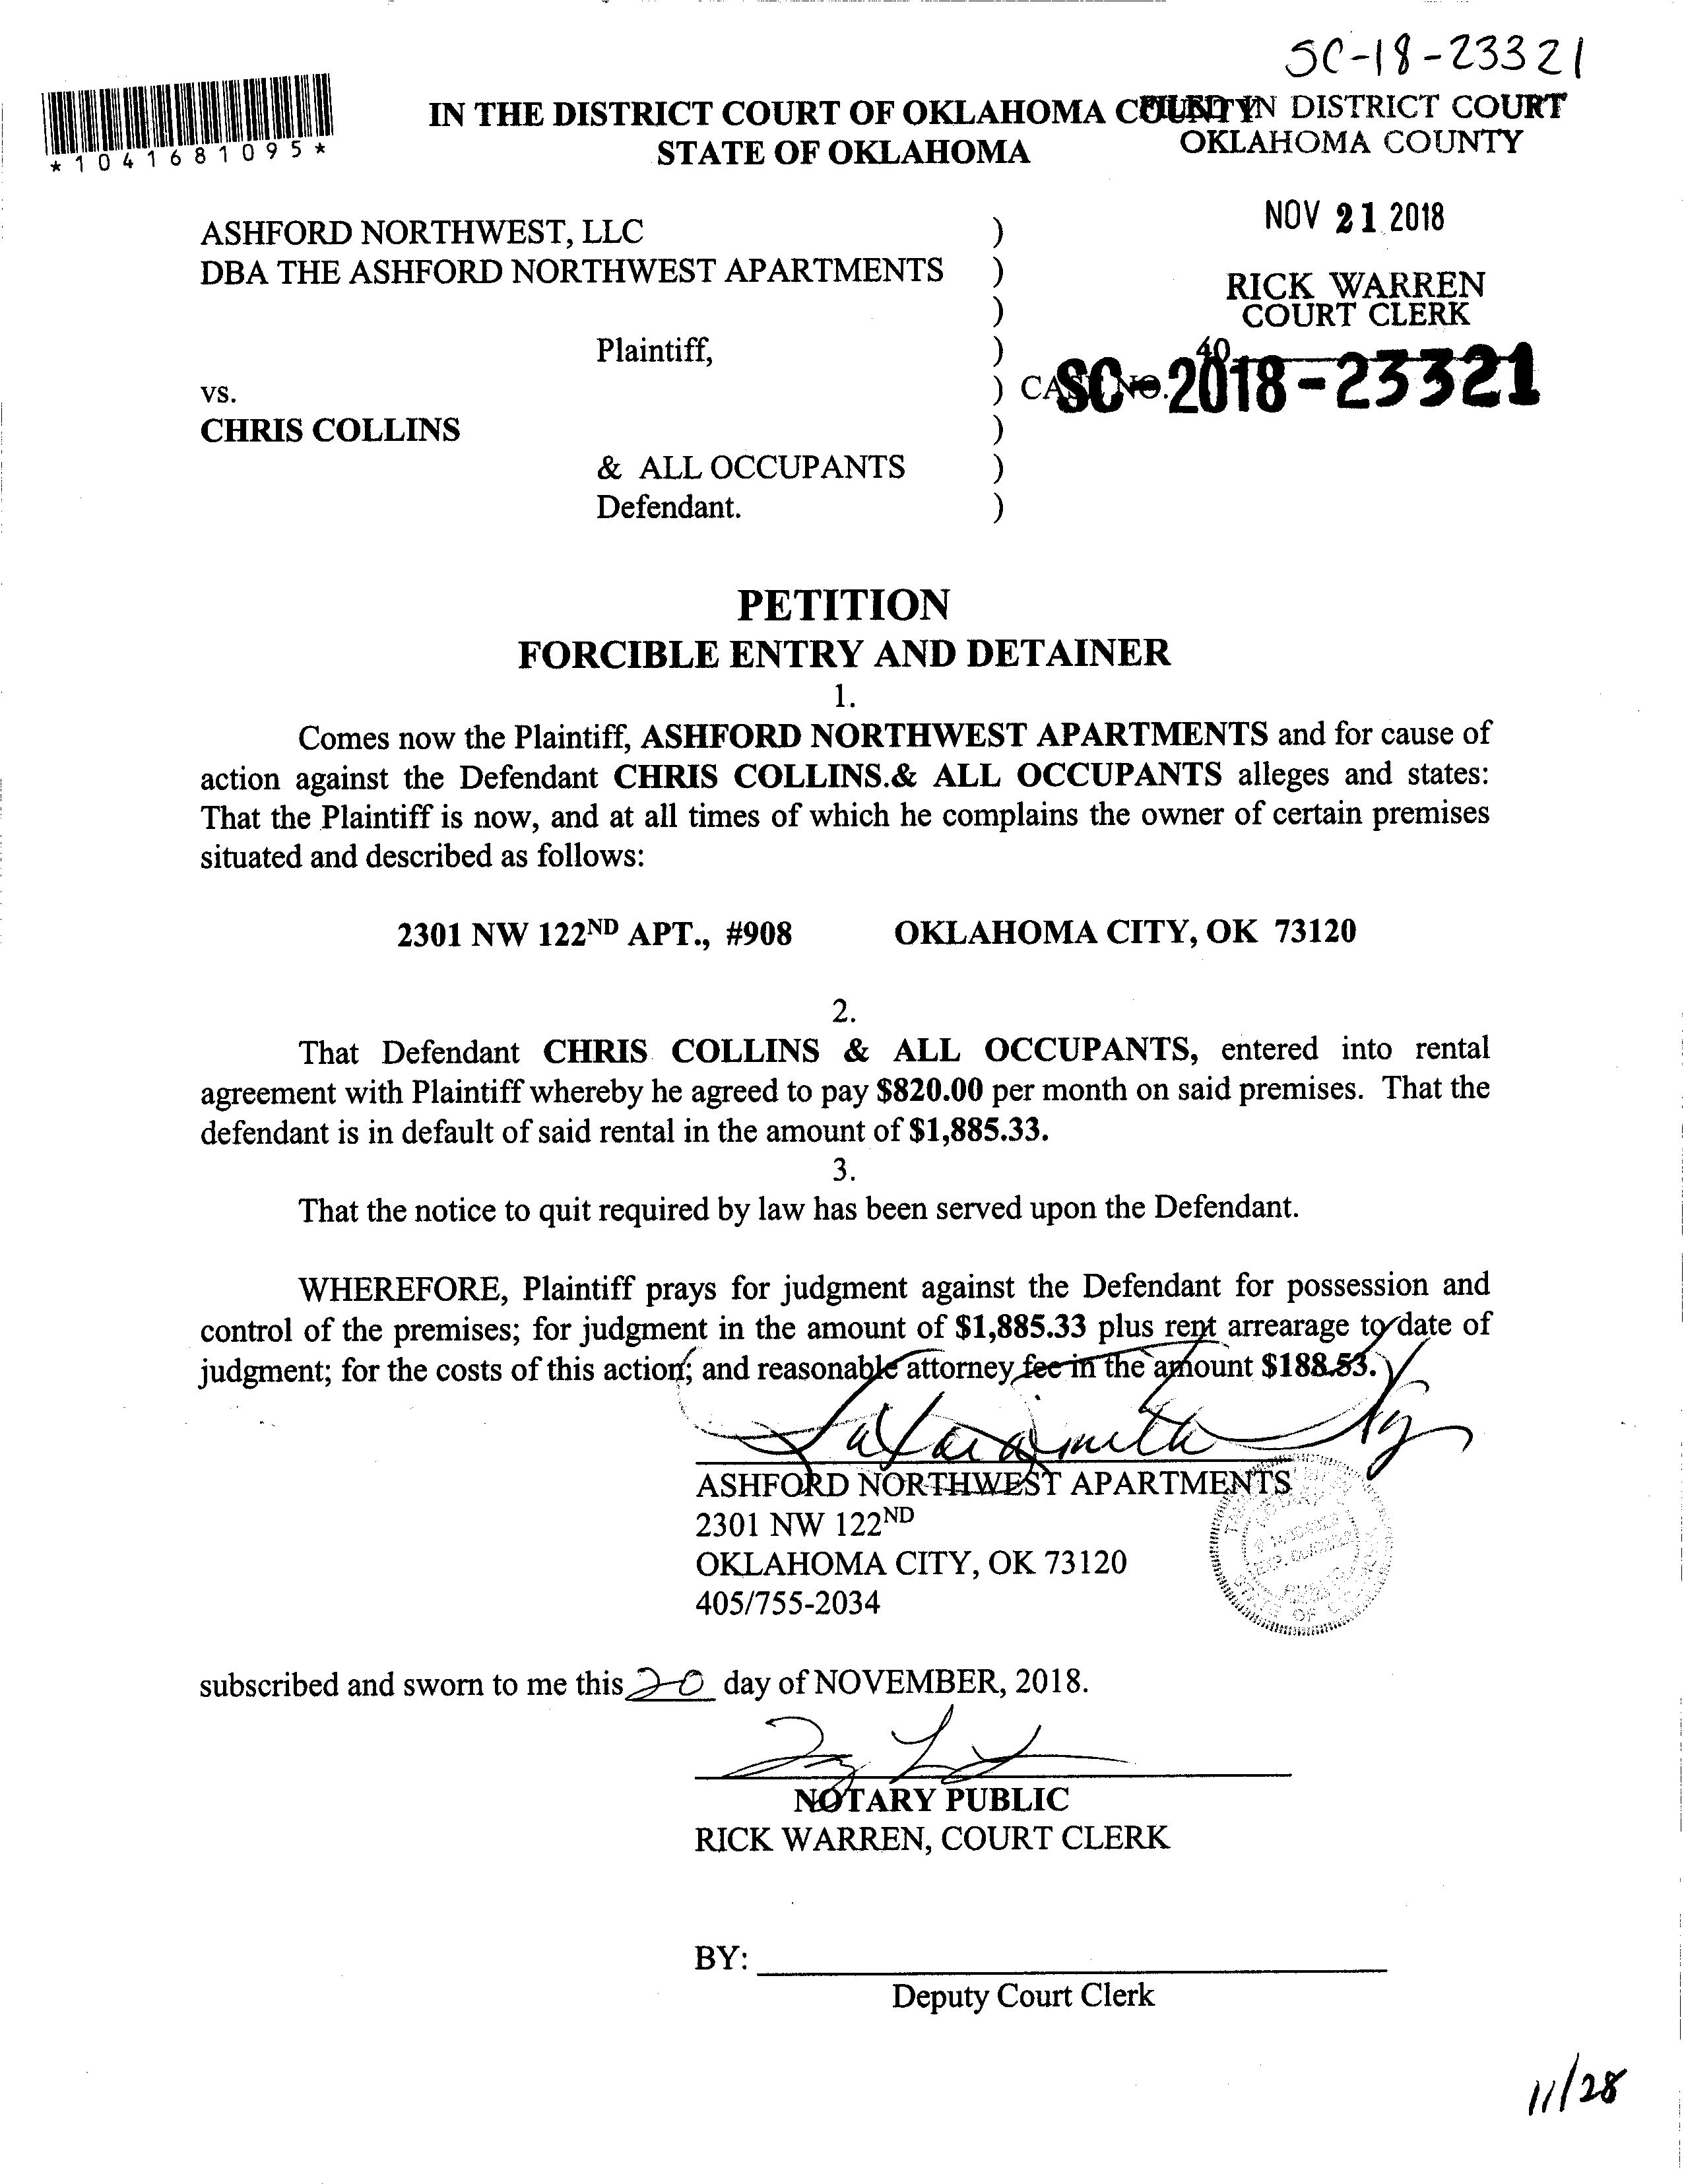 SC-18-23321
*1041681095*
IN THE DISTRICT COURT OF OKLAHOMA COUNTY
STATE OF OKLAHOMA
FILED IN DISTRICT COURT
OKLAHOMA COUNTY
NOV 21 2018
RICK WARREN
COURT CLERK
40
ASHFORD NORTHWEST, LLC )
DBA THE ASHFORD NORTHWEST APARTMENTS )
)
Plaintiff, )
vs. ) CASE NO. SC-2018-23321
CHRIS COLLINS )
& ALL OCCUPANTS )
Defendant. )
PETITION
FORCIBLE ENTRY AND DETAINER
1.
Comes now the Plaintiff, ASHFORD NORTHWEST APARTMENTS and for cause of
action against the Defendant CHRIS COLLINS.& ALL OCCUPANTS alleges and states:
That the Plaintiff is now, and at all times of which he complains the owner of certain premises
situated and described as follows:
2301 NW 122ND APT., #908 OKLAHOMA CITY, OK 73120
2.
That Defendant CHRIS COLLINS & ALL OCCUPANTS, entered into rental
agreement with Plaintiff whereby he agreed to pay $820.00 per month on said premises. That the
defendant is in default of said rental in the amount of $1,885.33.
3.
That the notice to quit required by law has been served upon the Defendant.
WHEREFORE, Plaintiff prays for judgment against the Defendant for possession and
control of the premises; for judgment in the amount of $1,885.33 plus rent arrearage to date of
judgment; for the costs of this action; and reasonable attorney fee in the amount $188.53.
ASHFORD NORTHWEST APARTMENTS
2301 NW 122ND
OKLAHOMA CITY, OK 73120
405/755-2034
subscribed and sworn to me this 20 day of NOVEMBER, 2018.
NOTARY PUBLIC
RICK WARREN, COURT CLERK
BY:
Deputy Court Clerk
11/28